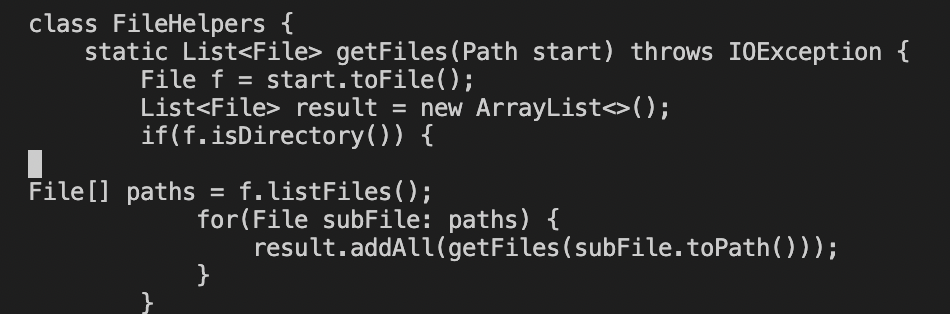 class FileHelpers {
    static List<File> getFiles(Path start) throws IOException {
        File f = start.toFile();
        List<File> result = new ArrayList<>();
        if(f.isDirectory()) {

File[] paths = f.listFiles();
            for(File subFile: paths) {
                result.addAll(getFiles(subFile.toPath()));
            }
        }